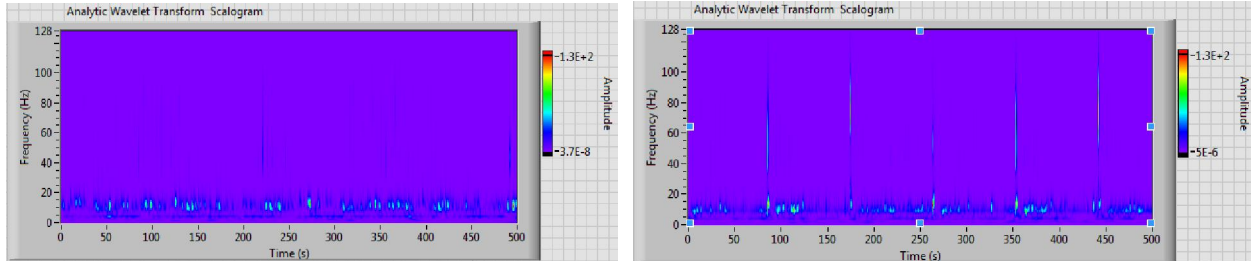 Analytic Wavelet Transform Scalogram
128
100
80
60
40
20
0
Frequency (Hz)
0 50 100 150 200 250 300 350 400 450 500
Time (s)
1.3E+2
3.7E-8
Amplitude
Analytic Wavelet Transform Scalogram
128
100
80
60
40
20
0
Frequency (Hz)
0 50 100 150 200 250 300 350 400 450 500
Time (s)
1.3E+2
5E-6
Amplitude